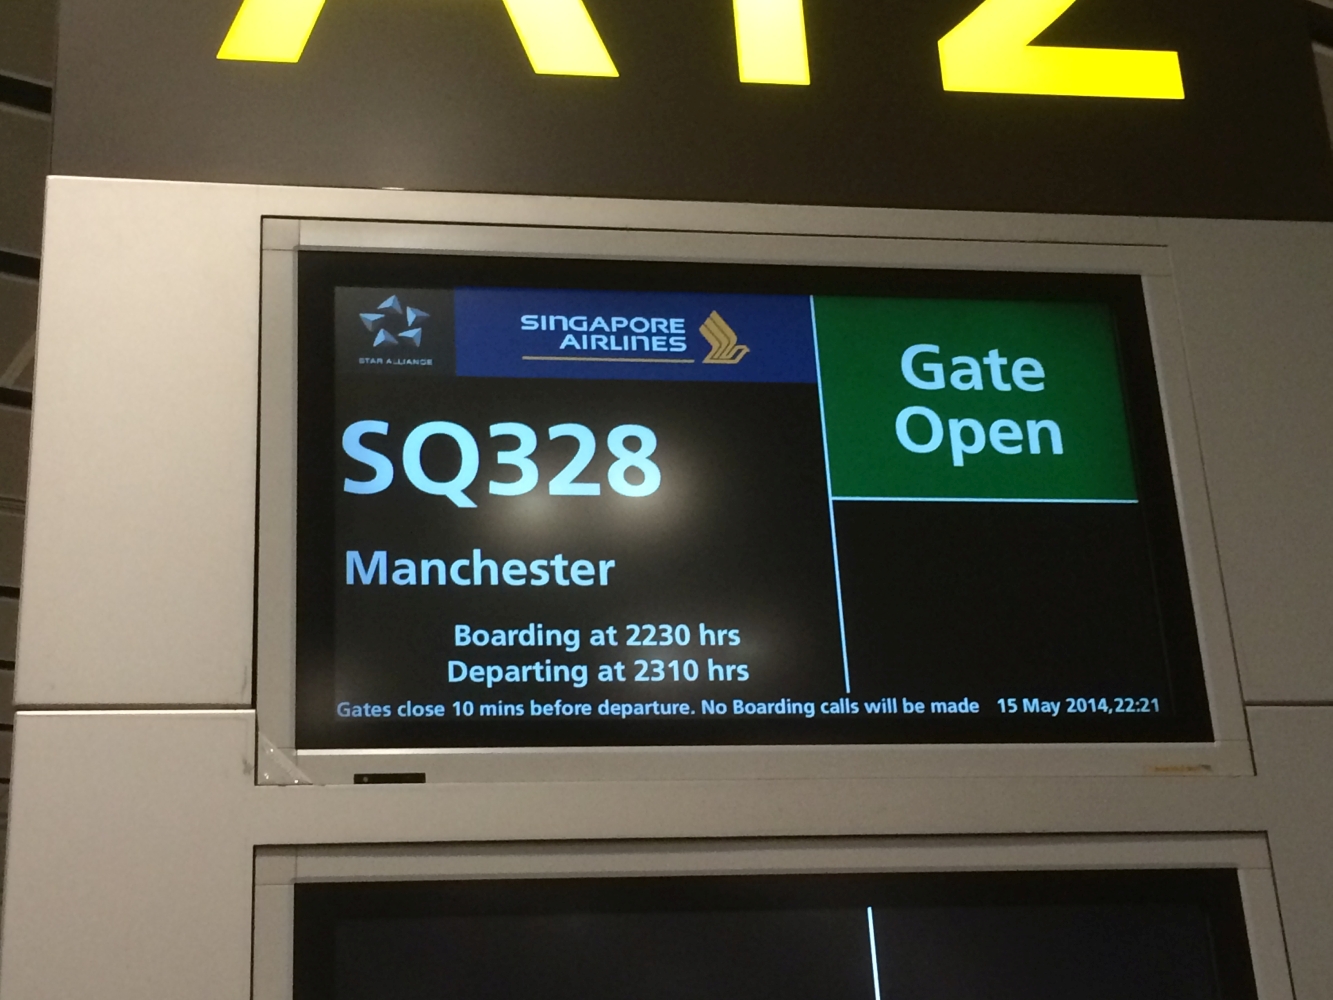 A12
STAR ALLIANCE
SINGAPORE
AIRLINES
Gate
Open
SQ328
Manchester
Boarding at 2230 hrs
Departing at 2310 hrs
Gates close 10 mins before departure. No Boarding calls will be made 15 May 2014,22:21